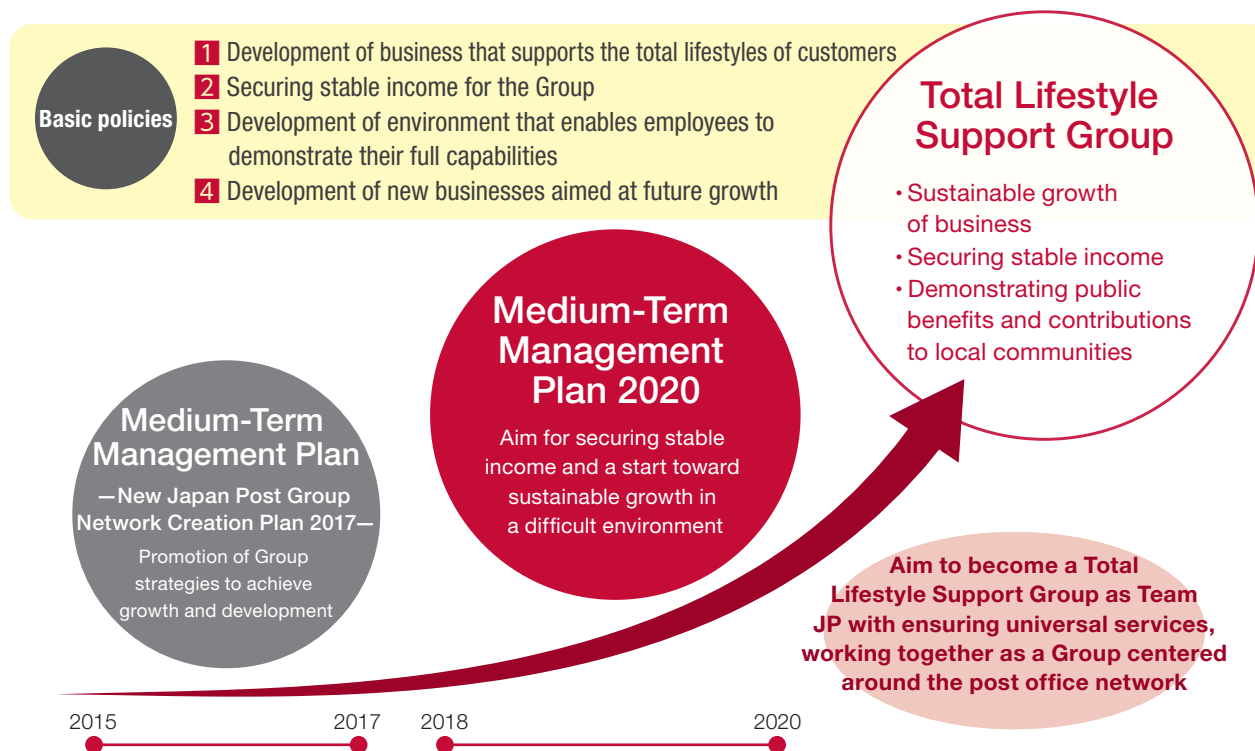 Basic policies
1 Development of business that supports the total lifestyles of customers
2 Securing stable income for the Group
3 Development of environment that enables employees to
demonstrate their full capabilities
4 Development of new businesses aimed at future growth
Total Lifestyle
Support Group
・Sustainable growth
of business
・Securing stable income
・Demonstrating public
benefits and contributions
to local communities
Medium-Term
Management
Plan 2020
Aim for securing stable
income and a start toward
sustainable growth in
a difficult environment
Medium-Term
Management Plan
—New Japan Post Group
Network Creation Plan 2017—
Promotion of Group
strategies to achieve
growth and development
Aim to become a Total
Lifestyle Support Group as Team
JP with ensuring universal services,
working together as a Group centered
around the post office network
2015 2017 2018 2020